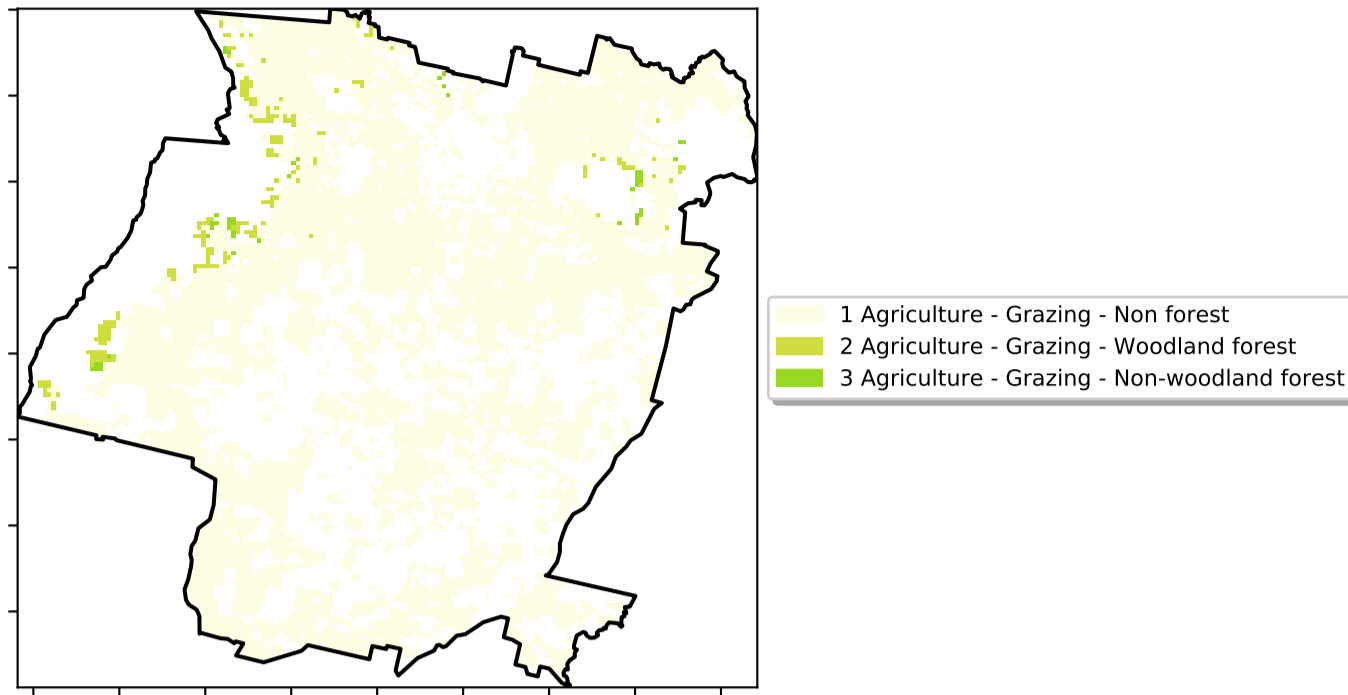 1 Agriculture - Grazing - Non forest
2 Agriculture - Grazing - Woodland forest
3 Agriculture - Grazing - Non-woodland forest